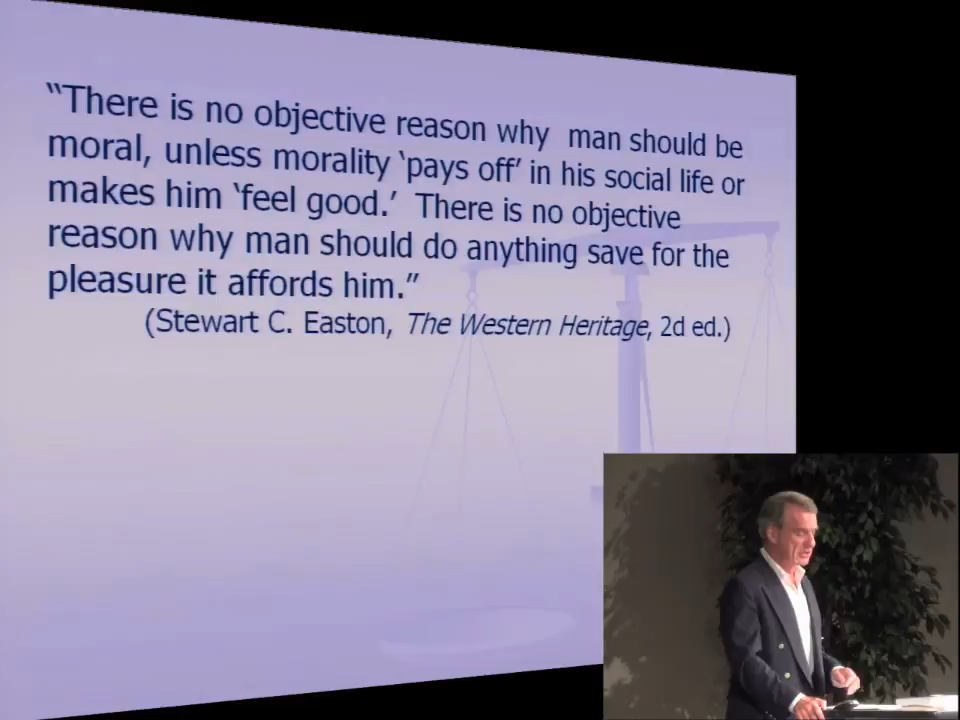 “There is no objective reason why man should be
moral, unless morality ‘pays off’ in his social life or
makes him ‘feel good.’ There is no objective
reason why man should do anything save for the
pleasure it affords him.”
(Stewart C. Easton, The Western Heritage, 2d ed.)